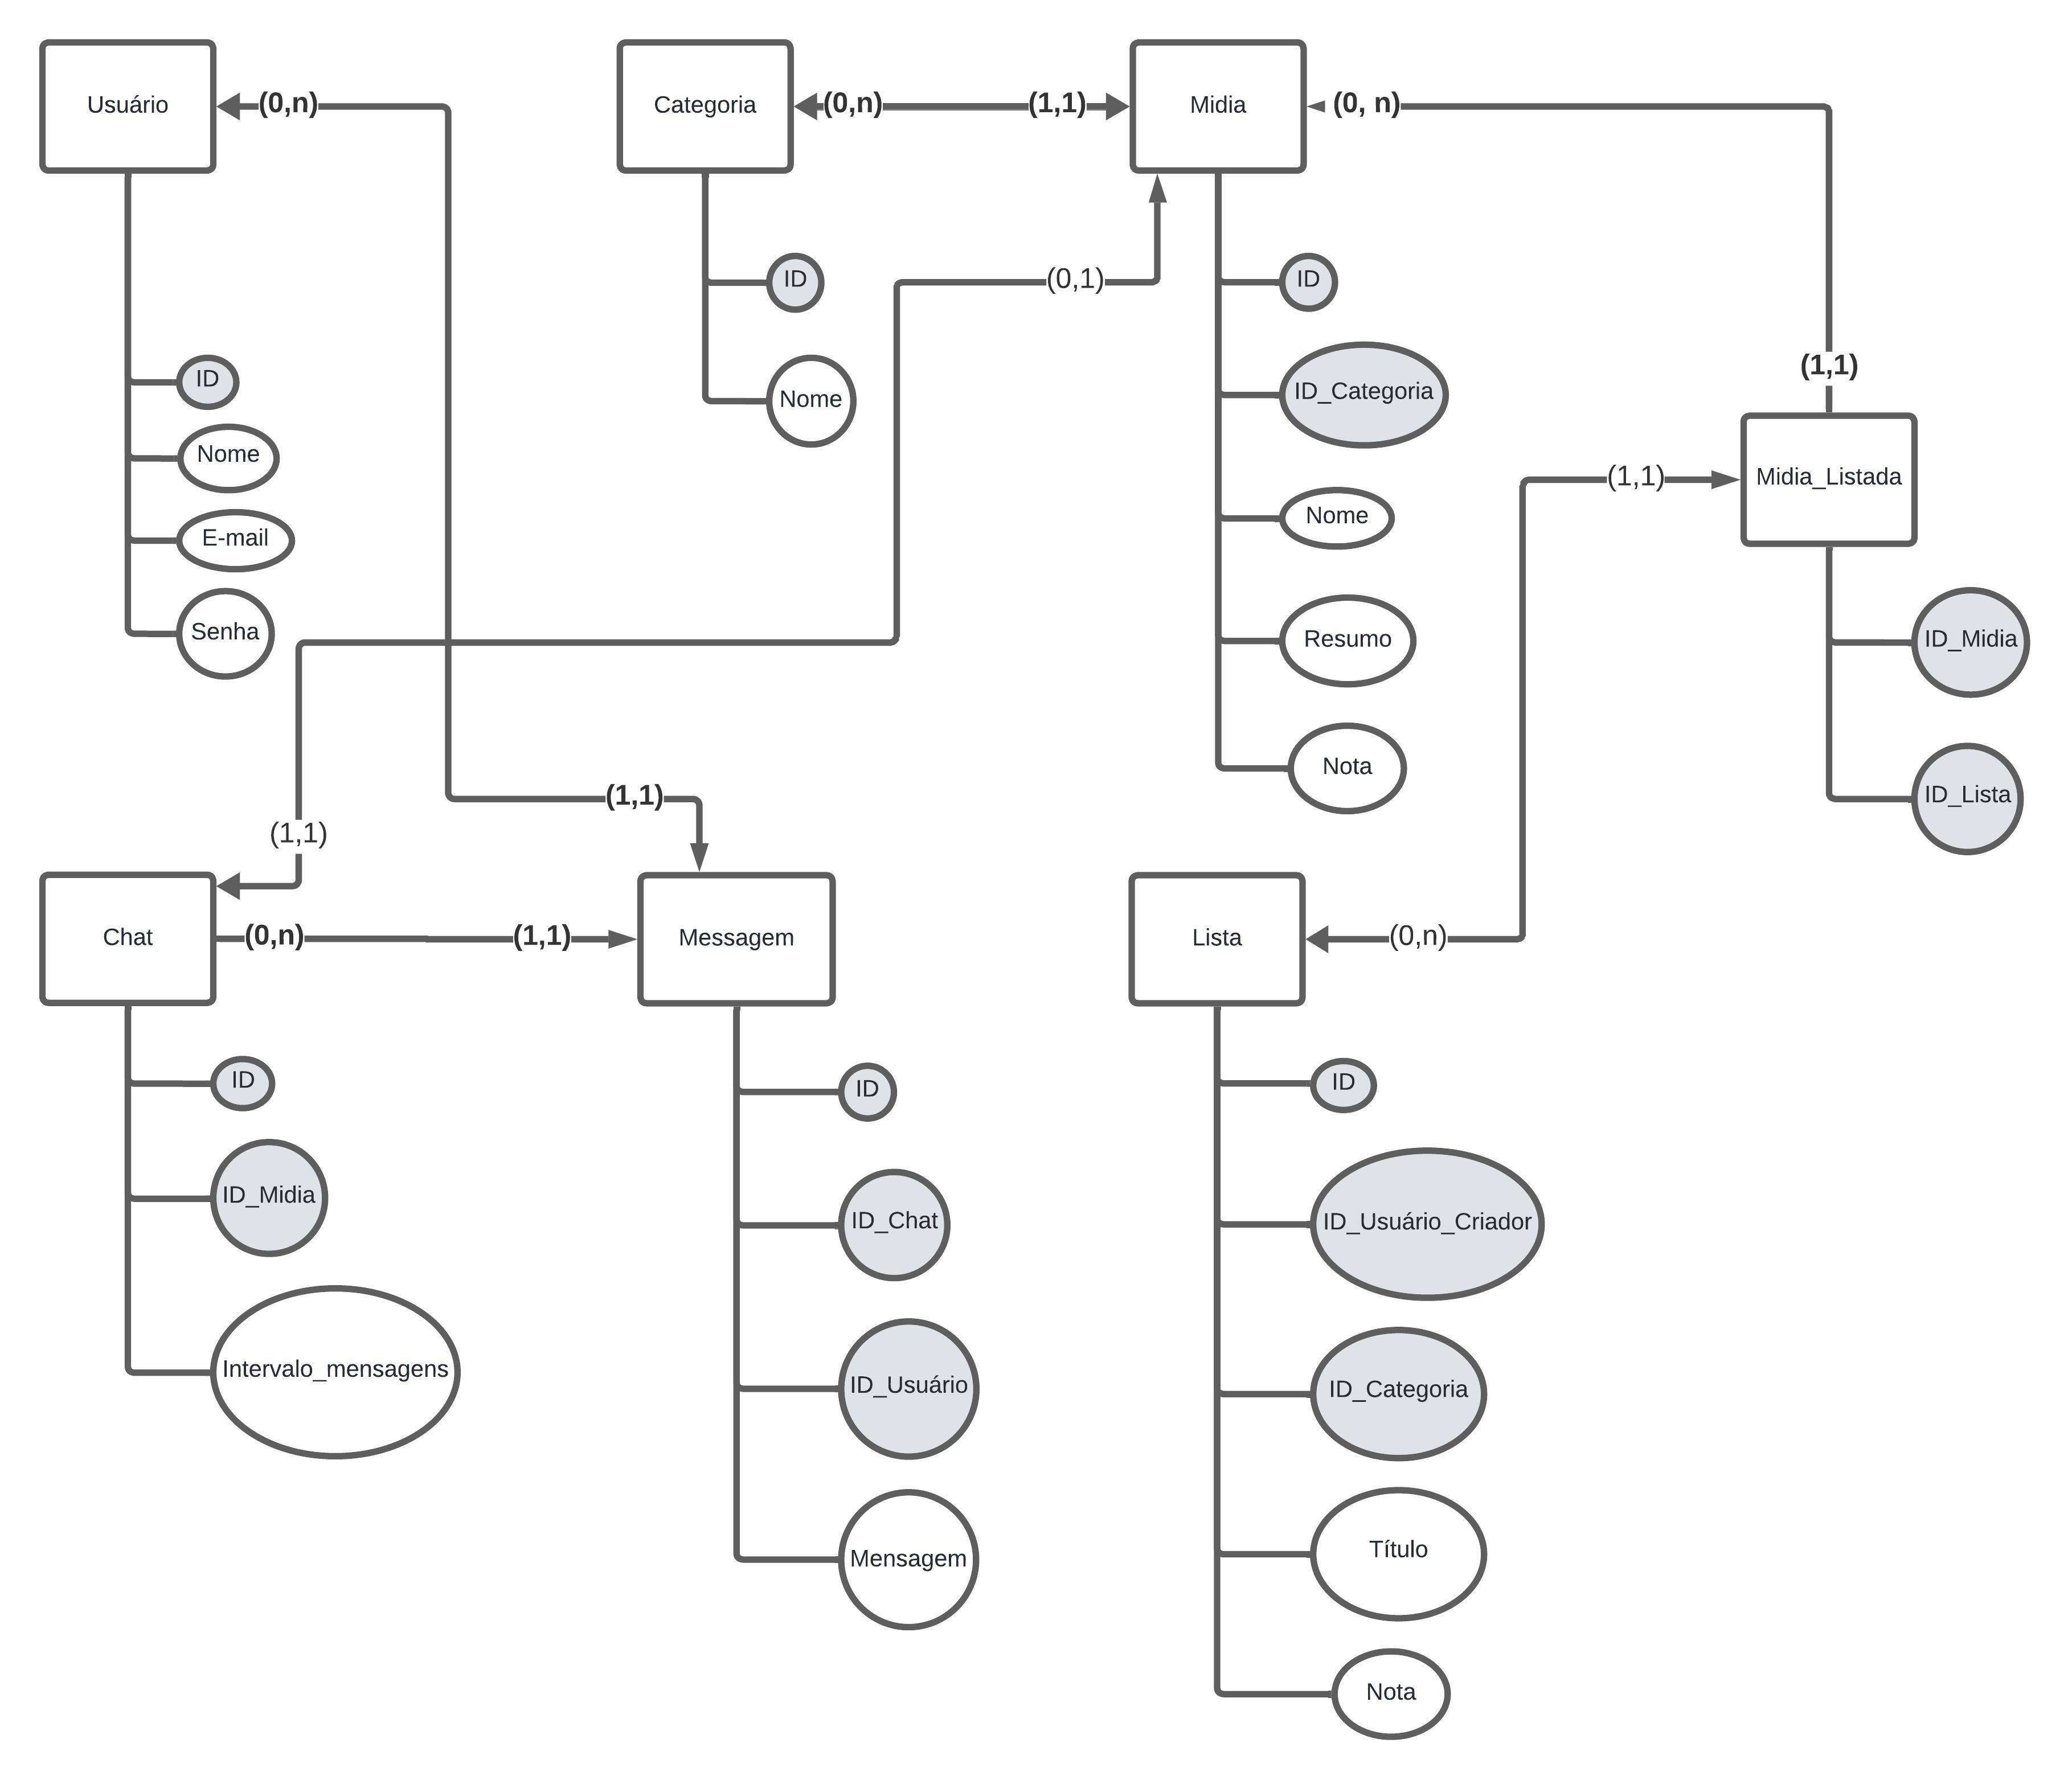 Usuário
(0,n)
Categoria
(0,n)
(1,1)
Midia
(0, n)
ID
Nome
E-mail
Senha
ID
Nome
(0,1)
ID
ID_Categoria
Nome
Resumo
Nota
(1,1)
Midia_Listada
(1,1)
ID_Midia
ID_Lista
(1,1)
(1,1)
Chat
(0,n)
(1,1)
Messagem
Lista
(0,n)
ID
ID_Midia
Intervalo_mensagens
ID
ID_Chat
ID_Usuário
Mensagem
ID
ID_Usuário_Criador
ID_Categoria
Título
Nota